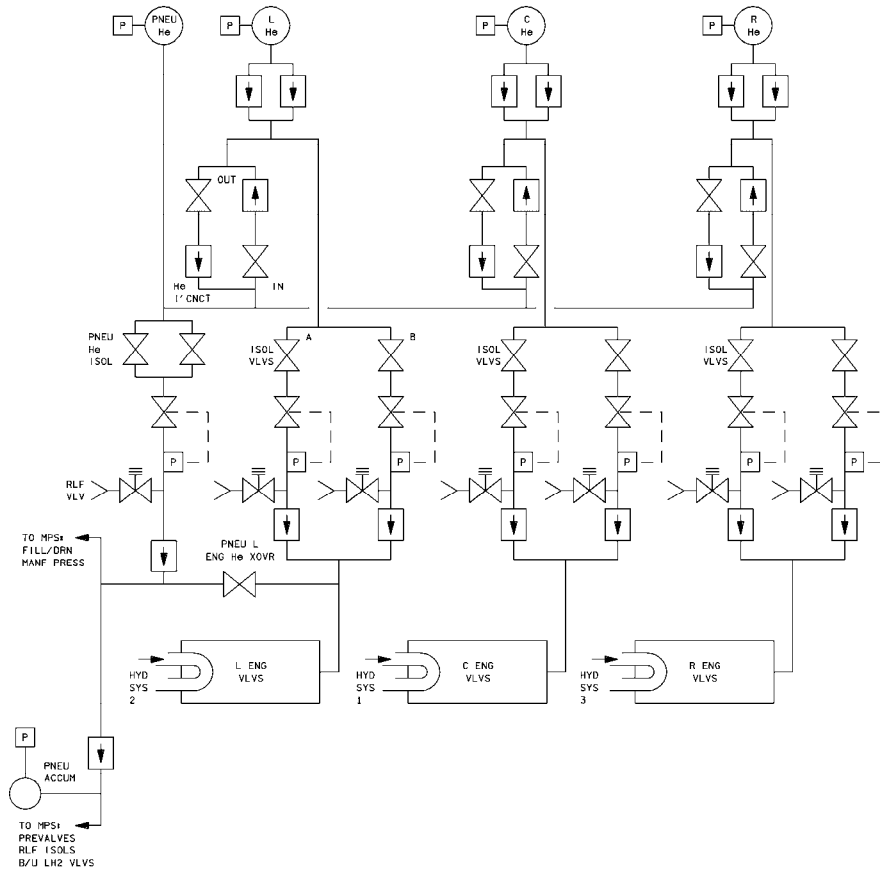 P
PNEU
He
P
L
He
P
C
He
P
R
He
OUT
He
I'CNCT
IN
PNEU
He
ISOL
A
B
ISOL
VLVS
ISOL
VLVS
ISOL
VLVS
P
P
P
P
P
P
P
RLF
VLV
TO MPS:
FILL/DRN
MANF PRESS
PNEU L
ENG He XOVR
L ENG
VLVS
C ENG
VLVS
R ENG
VLVS
HYD
SYS
2
HYD
SYS
1
HYD
SYS
3
P
PNEU
ACCUM
TO MPS:
PREVALVES
RLF ISOLS
B/U LH2 VLVS